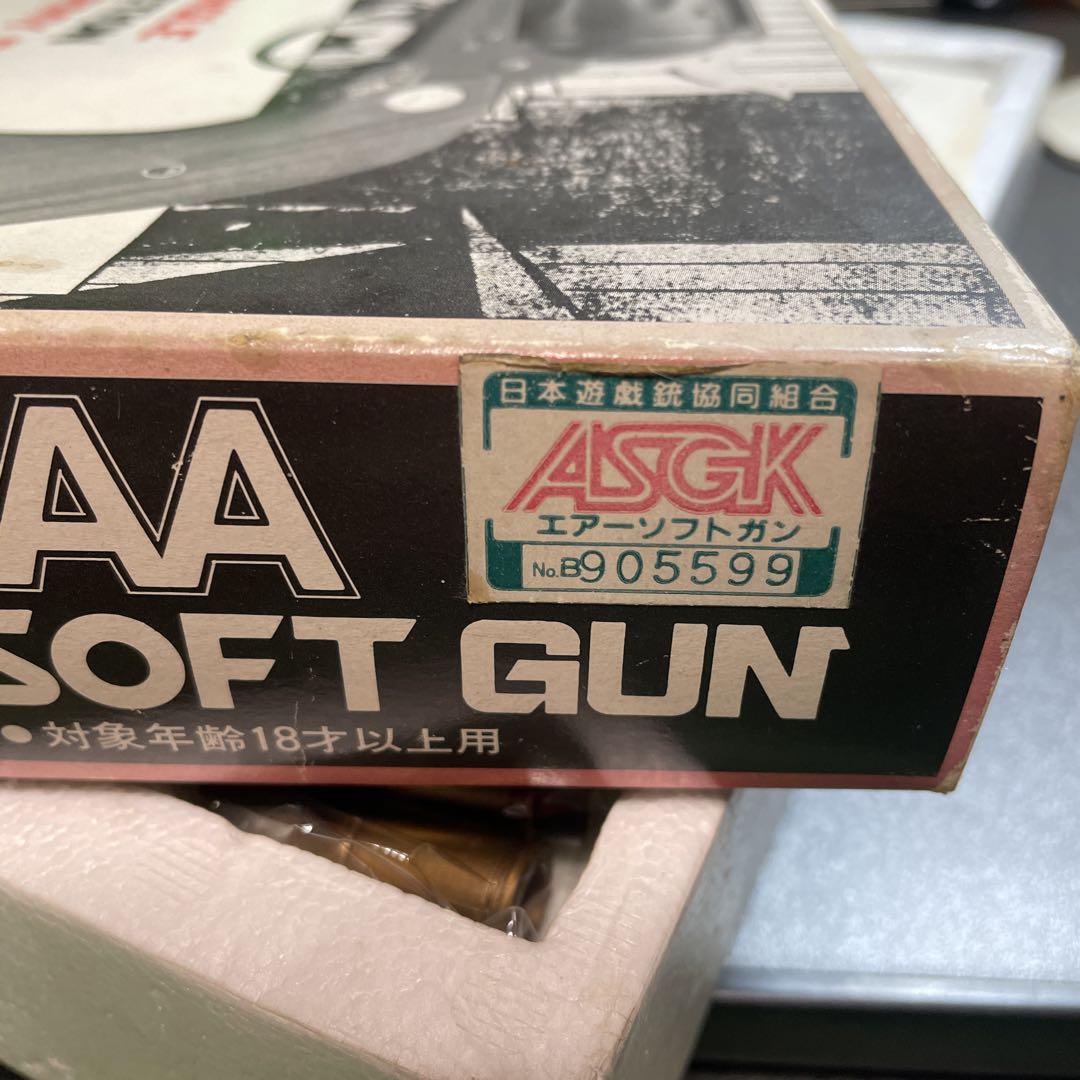 日本遊戯銃協同組合
ASGK
エアーソフトガン
No.B905599
AA
SOFT GUN
●対象年齢18才以上用